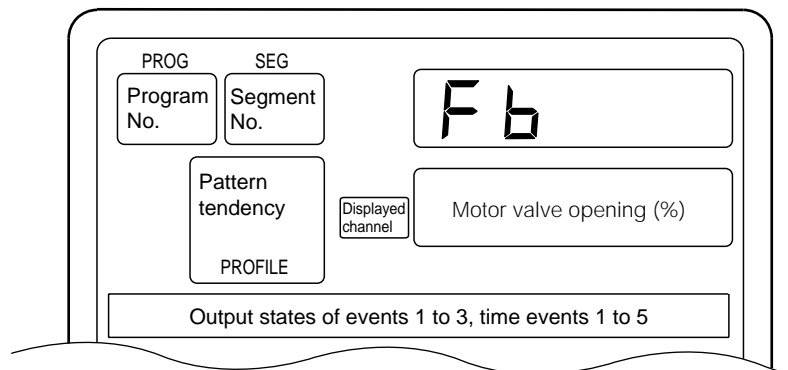 PROG
SEG
Program
No.
Segment
No.
Fb
Pattern
tendency
PROFILE
Displayed
channel
Motor valve opening (%)
Output states of events 1 to 3, time events 1 to 5